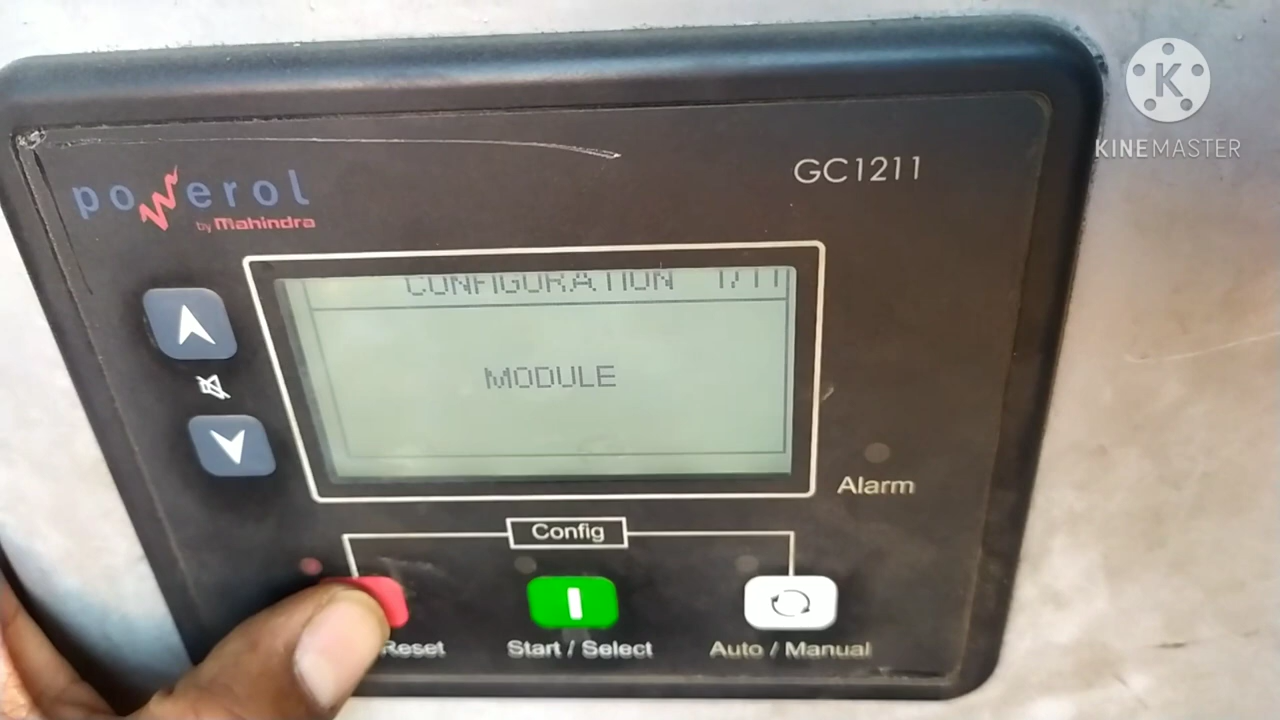 K
KINEMASTER
GC1211
powerol
by Mahindra
CONFIGURATION 1/11
MODULE
Alarm
Config
Reset
Start / Select
Auto / Manual